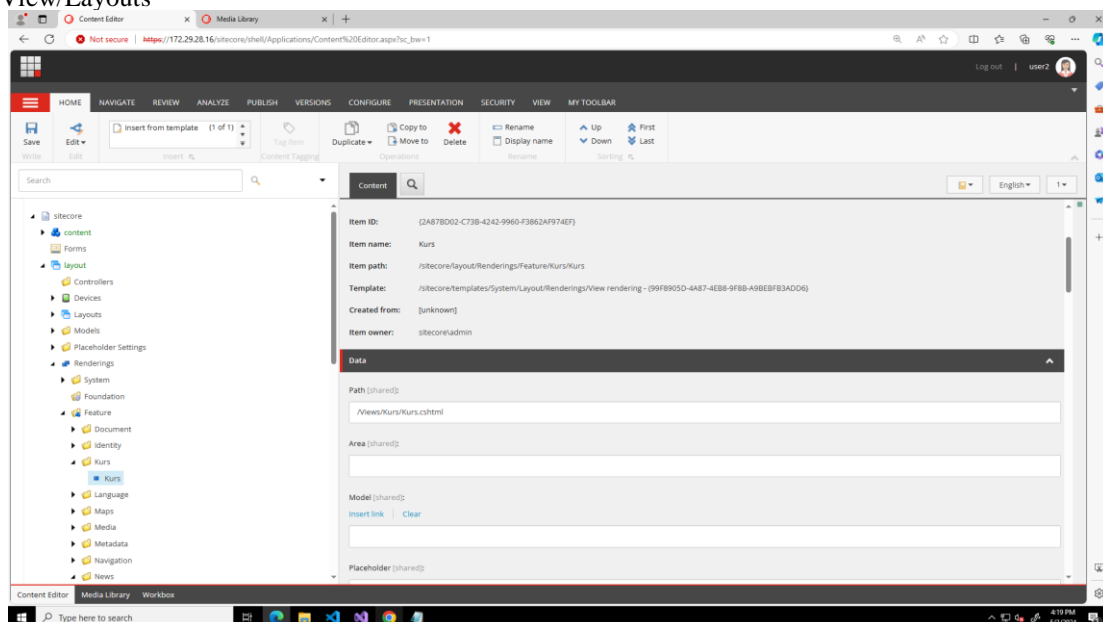 View/Layouts
Content Editor
Media Library
Not secure https://172.29.28.16/sitecore/shell/Applications/Content%20Editor.aspx?sc_bw=1
Log out | user2
HOME NAVIGATE REVIEW ANALYZE PUBLISH VERSIONS CONFIGURE PRESENTATION SECURITY VIEW MY TOOLBAR
Insert from template (1 of 1)
Copy to Rename Up First
Save Edit Tag item Duplicate Move to Delete Display name Down Last
Write Edit Insert Content Tagging Operations Rename Sorting
Search
Content
English 1
sitecore
content
Forms
layout
Controllers
Devices
Layouts
Models
Placeholder Settings
Renderings
System
Foundation
Feature
Document
Identity
Kurs
Kurs
Language
Maps
Media
Metadata
Navigation
News
Item ID: {2A87BD02-C73B-4242-9960-F3862AF974EF}
Item name: Kurs
Item path: /sitecore/layout/Renderings/Feature/Kurs/Kurs
Template: /sitecore/templates/System/Layout/Renderings/View rendering - {99F8905D-4A87-4EB8-9F8B-A9BEBFB3ADD6}
Created from: [unknown]
Item owner: sitecore\admin
Data
Path [shared]:
/Views/Kurs/Kurs.cshtml
Area [shared]:
Model [shared]:
Insert link Clear
Placeholder [shared]:
Content Editor Media Library Workbox
Type here to search
4:19 PM